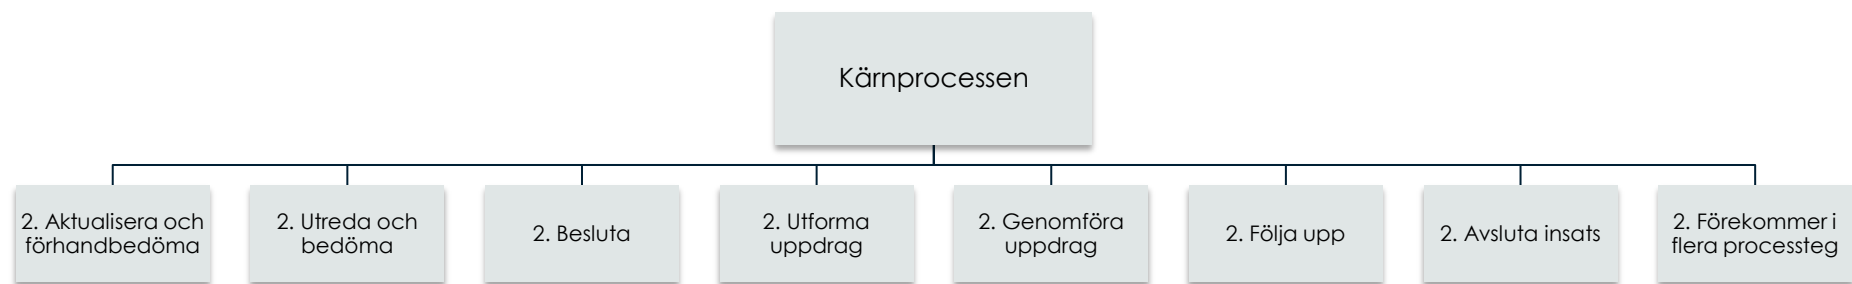 Kärnprocessen
2. Aktualisera och
förhandbedöma
2. Utreda och
bedöma
2. Besluta
2. Utforma
uppdrag
2. Genomföra
uppdrag
2. Följa upp
2. Avsluta insats
2. Förekommer i
flera processteg